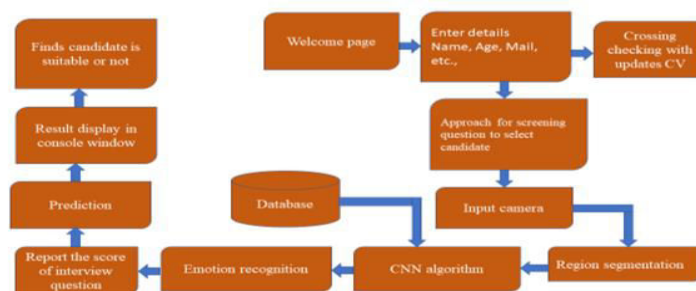 Welcome page
Enter details
Name, Age, Mail,
etc.,
Crossing
checking with
updates CV
Approach for screening
question to select
candidate
Input camera
Region segmentation
Database
CNN algorithm
Emotion recognition
Report the score
of interview
question
Prediction
Result display in
console window
Finds candidate is
suitable or not